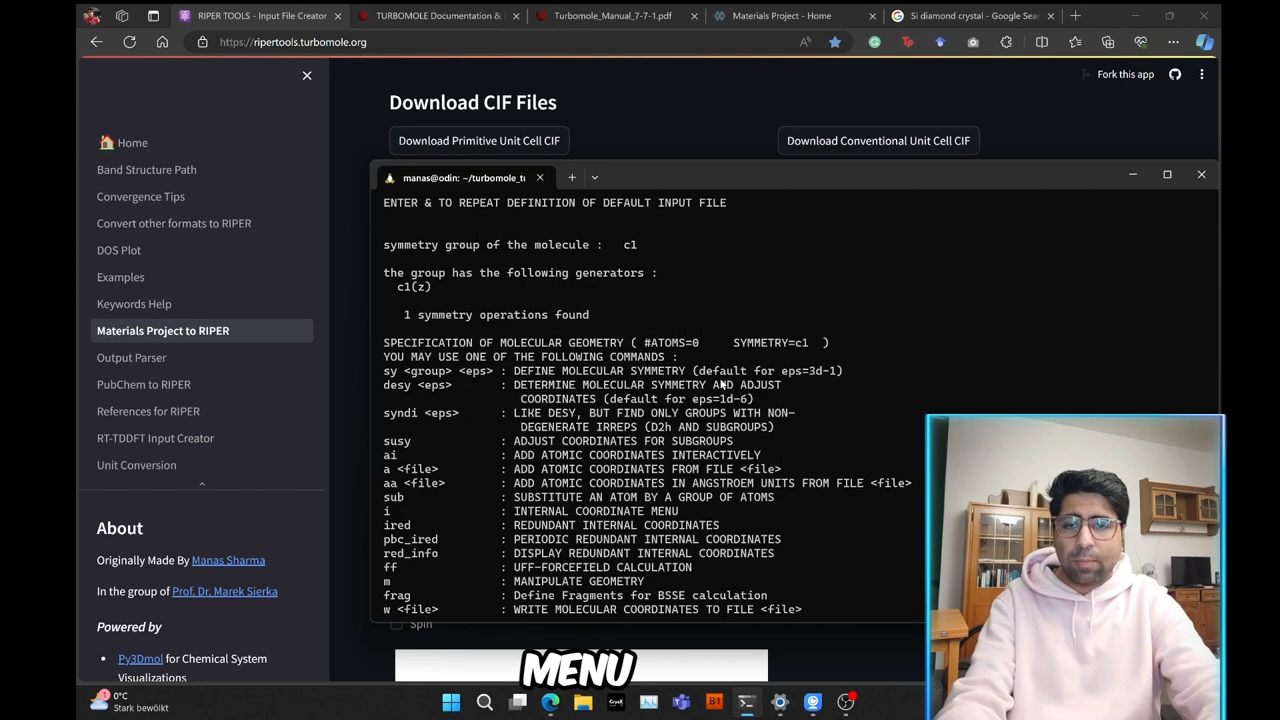 RIPER TOOLS - Input File Creator
TURBOMOLE Documentation &
Turbomole_Manual_7-7-1.pdf
Materials Project - Home
Si diamond crystal - Google Sea
https://ripertools.turbomole.org
Fork this app
🏠 Home
Band Structure Path
Convergence Tips
Convert other formats to RIPER
DOS Plot
Examples
Keywords Help
Materials Project to RIPER
Output Parser
PubChem to RIPER
References for RIPER
RT-TDDFT Input Creator
Unit Conversion
About
Originally Made By Manas Sharma
In the group of Prof. Dr. Marek Sierka
Powered by
• Py3Dmol for Chemical System
Visualizations
Download CIF Files
Download Primitive Unit Cell CIF
Download Conventional Unit Cell CIF
manas@odin: ~/turbomole_tu
ENTER & TO REPEAT DEFINITION OF DEFAULT INPUT FILE
symmetry group of the molecule :   c1
the group has the following generators :
c1(z)
1 symmetry operations found
SPECIFICATION OF MOLECULAR GEOMETRY ( #ATOMS=0     SYMMETRY=c1  )
YOU MAY USE ONE OF THE FOLLOWING COMMANDS :
sy <group> <eps> : DEFINE MOLECULAR SYMMETRY (default for eps=3d-1)
desy <eps>       : DETERMINE MOLECULAR SYMMETRY AND ADJUST
COORDINATES (default for eps=1d-6)
syndi <eps>      : LIKE DESY, BUT FIND ONLY GROUPS WITH NON-
DEGENERATE IRREPS (D2h AND SUBGROUPS)
susy             : ADJUST COORDINATES FOR SUBGROUPS
ai               : ADD ATOMIC COORDINATES INTERACTIVELY
a <file>         : ADD ATOMIC COORDINATES FROM FILE <file>
aa <file>        : ADD ATOMIC COORDINATES IN ANGSTROEM UNITS FROM FILE <file>
sub              : SUBSTITUTE AN ATOM BY A GROUP OF ATOMS
i                : INTERNAL COORDINATE MENU
ired             : REDUNDANT INTERNAL COORDINATES
pbc_ired         : PERIODIC REDUNDANT INTERNAL COORDINATES
red_info         : DISPLAY REDUNDANT INTERNAL COORDINATES
ff               : UFF-FORCEFIELD CALCULATION
m                : MANIPULATE GEOMETRY
frag             : Define Fragments for BSSE calculation
w <file>         : WRITE MOLECULAR COORDINATES TO FILE <file>
Spin
MENU
0°C
Stark bewölkt